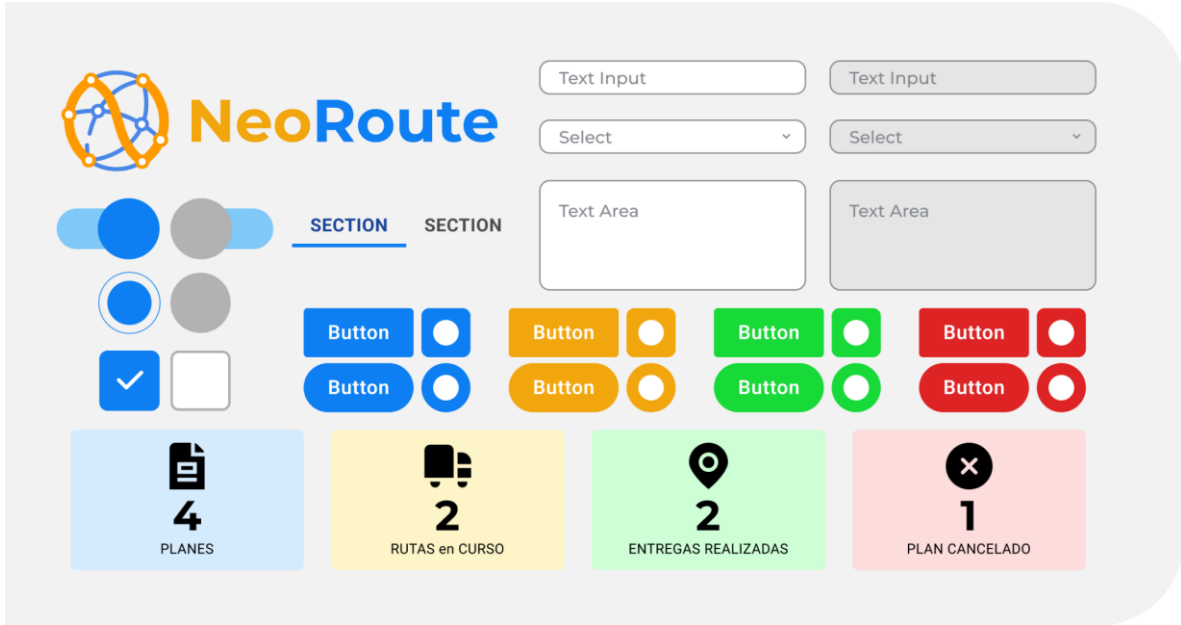 NeoRoute
Text Input
Text Input
Select
Select
SECTION
SECTION
Text Area
Text Area
Button
Button
Button
Button
Button
Button
Button
Button
4
PLANES
2
RUTAS en CURSO
2
ENTREGAS REALIZADAS
1
PLAN CANCELADO